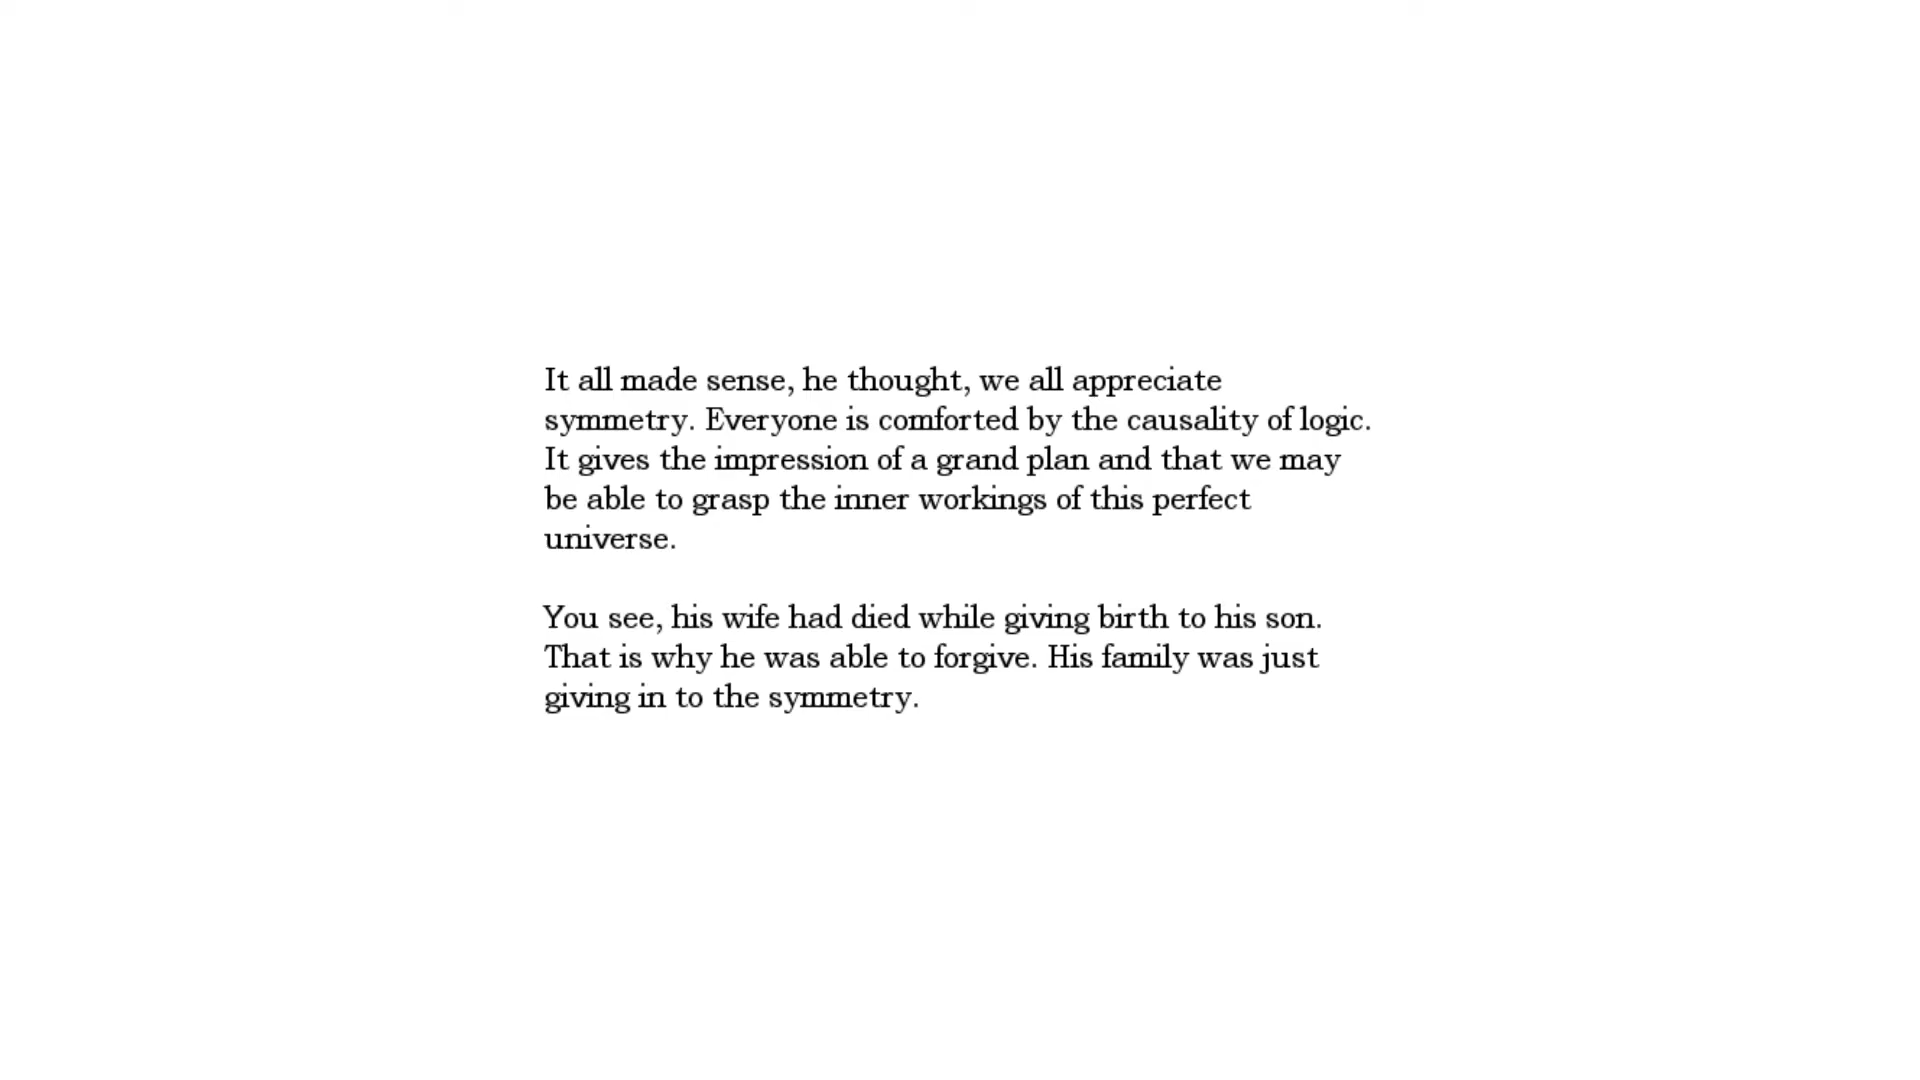 It all made sense, he thought, we all appreciate
symmetry. Everyone is comforted by the causality of logic.
It gives the impression of a grand plan and that we may
be able to grasp the inner workings of this perfect
universe.
You see, his wife had died while giving birth to his son.
That is why he was able to forgive. His family was just
giving in to the symmetry.